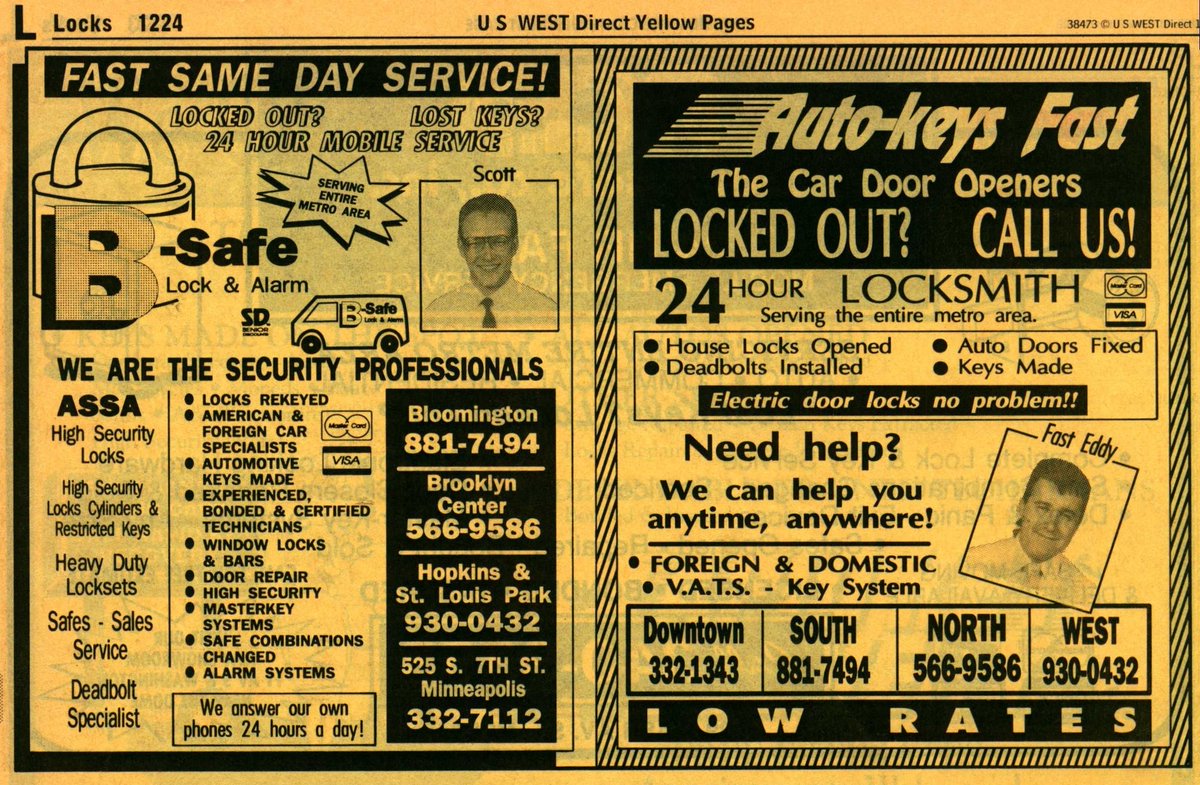 L Locks 1224
U S WEST Direct Yellow Pages
38473 © U S WEST Direct 1
FAST SAME DAY SERVICE!
LOCKED OUT? LOST KEYS?
24 HOUR MOBILE SERVICE
SERVING
ENTIRE
METRO AREA
Scott
B-Safe
Lock & Alarm
SD
SENIOR
DISCOUNTS
B-Safe
Lock & Alarm
WE ARE THE SECURITY PROFESSIONALS
ASSA
High Security
Locks
High Security
Locks Cylinders &
Restricted Keys
Heavy Duty
Locksets
Safes - Sales
Service
Deadbolt
Specialist
• LOCKS REKEYED
• AMERICAN &
FOREIGN CAR
SPECIALISTS
• AUTOMOTIVE
KEYS MADE
• EXPERIENCED,
BONDED & CERTIFIED
TECHNICIANS
• WINDOW LOCKS
& BARS
• DOOR REPAIR
• HIGH SECURITY
• MASTERKEY
SYSTEMS
• SAFE COMBINATIONS
CHANGED
• ALARM SYSTEMS
Master Card
VISA
We answer our own
phones 24 hours a day!
Bloomington
881-7494
Brooklyn
Center
566-9586
Hopkins &
St. Louis Park
930-0432
525 S. 7TH ST.
Minneapolis
332-7112
Auto-keys Fast
The Car Door Openers
LOCKED OUT? CALL US!
24 HOUR LOCKSMITH
Serving the entire metro area.
Master Card
VISA
• House Locks Opened
• Deadbolts Installed
• Auto Doors Fixed
• Keys Made
Electric door locks no problem!!
Need help?
We can help you
anytime, anywhere!
• FOREIGN & DOMESTIC
• V.A.T.S. - Key System
Fast Eddy
Downtown
332-1343
SOUTH
881-7494
NORTH
566-9586
WEST
930-0432
LOW RATES